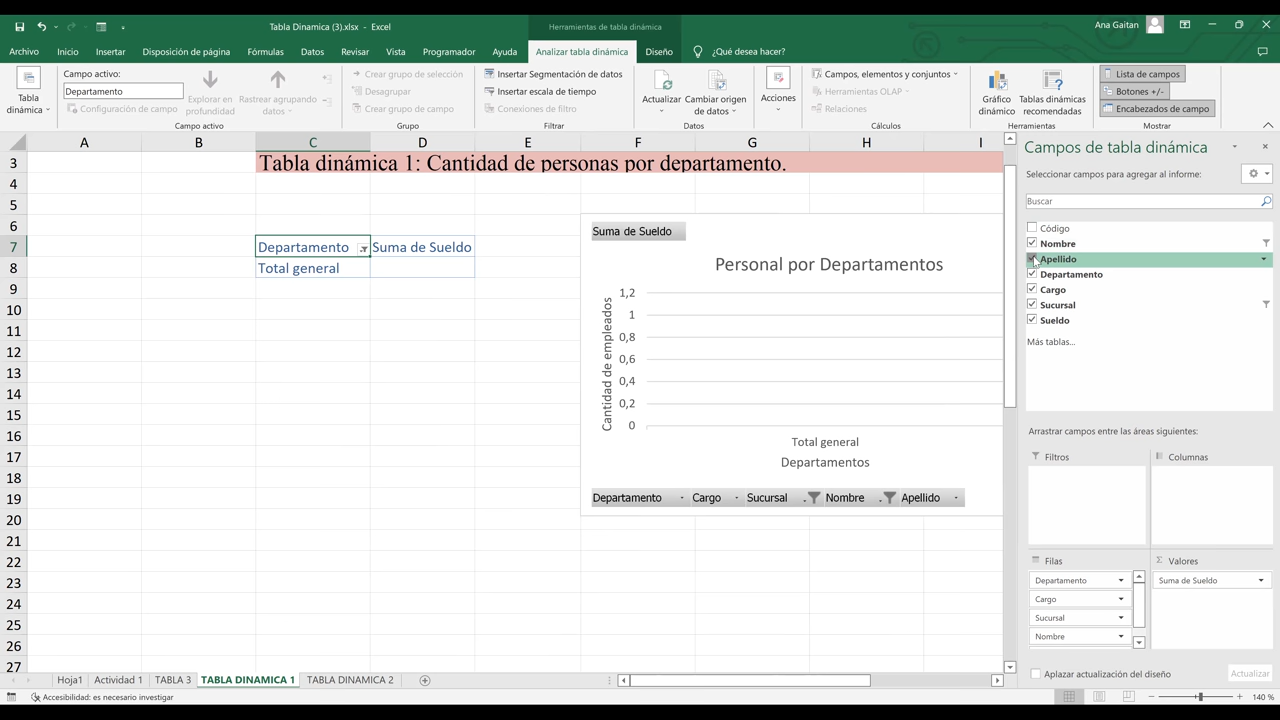 Tabla Dinamica (3).xlsx - Excel
Herramientas de tabla dinámica
Ana Gaitan
Archivo Inicio Insertar Disposición de página Fórmulas Datos Revisar Vista Programador Ayuda Analizar tabla dinámica Diseño ¿Qué desea hacer?
Tabla dinámica
Campo activo:
Departamento
Configuración de campo
Explorar en profundidad
Rastrear agrupando datos
Campo activo
Crear grupo de selección
Desagrupar
Crear grupo de campo
Grupo
Insertar Segmentación de datos
Insertar escala de tiempo
Conexiones de filtro
Filtrar
Actualizar
Cambiar origen de datos
Datos
Acciones
Campos, elementos y conjuntos
Herramientas OLAP
Relaciones
Cálculos
Gráfico dinámico
Tablas dinámicas recomendadas
Herramientas
Lista de campos
Botones +/-
Encabezados de campo
Mostrar
A B C D E F G H I
3 Tabla dinámica 1: Cantidad de personas por departamento.
4
5
6
7 Departamento Suma de Sueldo
8 Total general
9
10
11
12
13
14
15
16
17
18
19
20
21
22
23
24
25
26
27
Suma de Sueldo
Personal por Departamentos
Cantidad de empleados
1,2
1
0,8
0,6
0,4
0,2
0
Total general
Departamentos
Departamento Cargo Sucursal Nombre Apellido
Campos de tabla dinámica
Seleccionar campos para agregar al informe:
Buscar
Código
Nombre
Apellido
Departamento
Cargo
Sucursal
Sueldo
Más tablas...
Arrastrar campos entre las áreas siguientes:
Filtros
Columnas
Filas
Departamento
Cargo
Sucursal
Nombre
Valores
Suma de Sueldo
Aplazar actualización del diseño
Actualizar
Hoja1 Actividad 1 TABLA 3 TABLA DINAMICA 1 TABLA DINAMICA 2
Accesibilidad: es necesario investigar
140 %